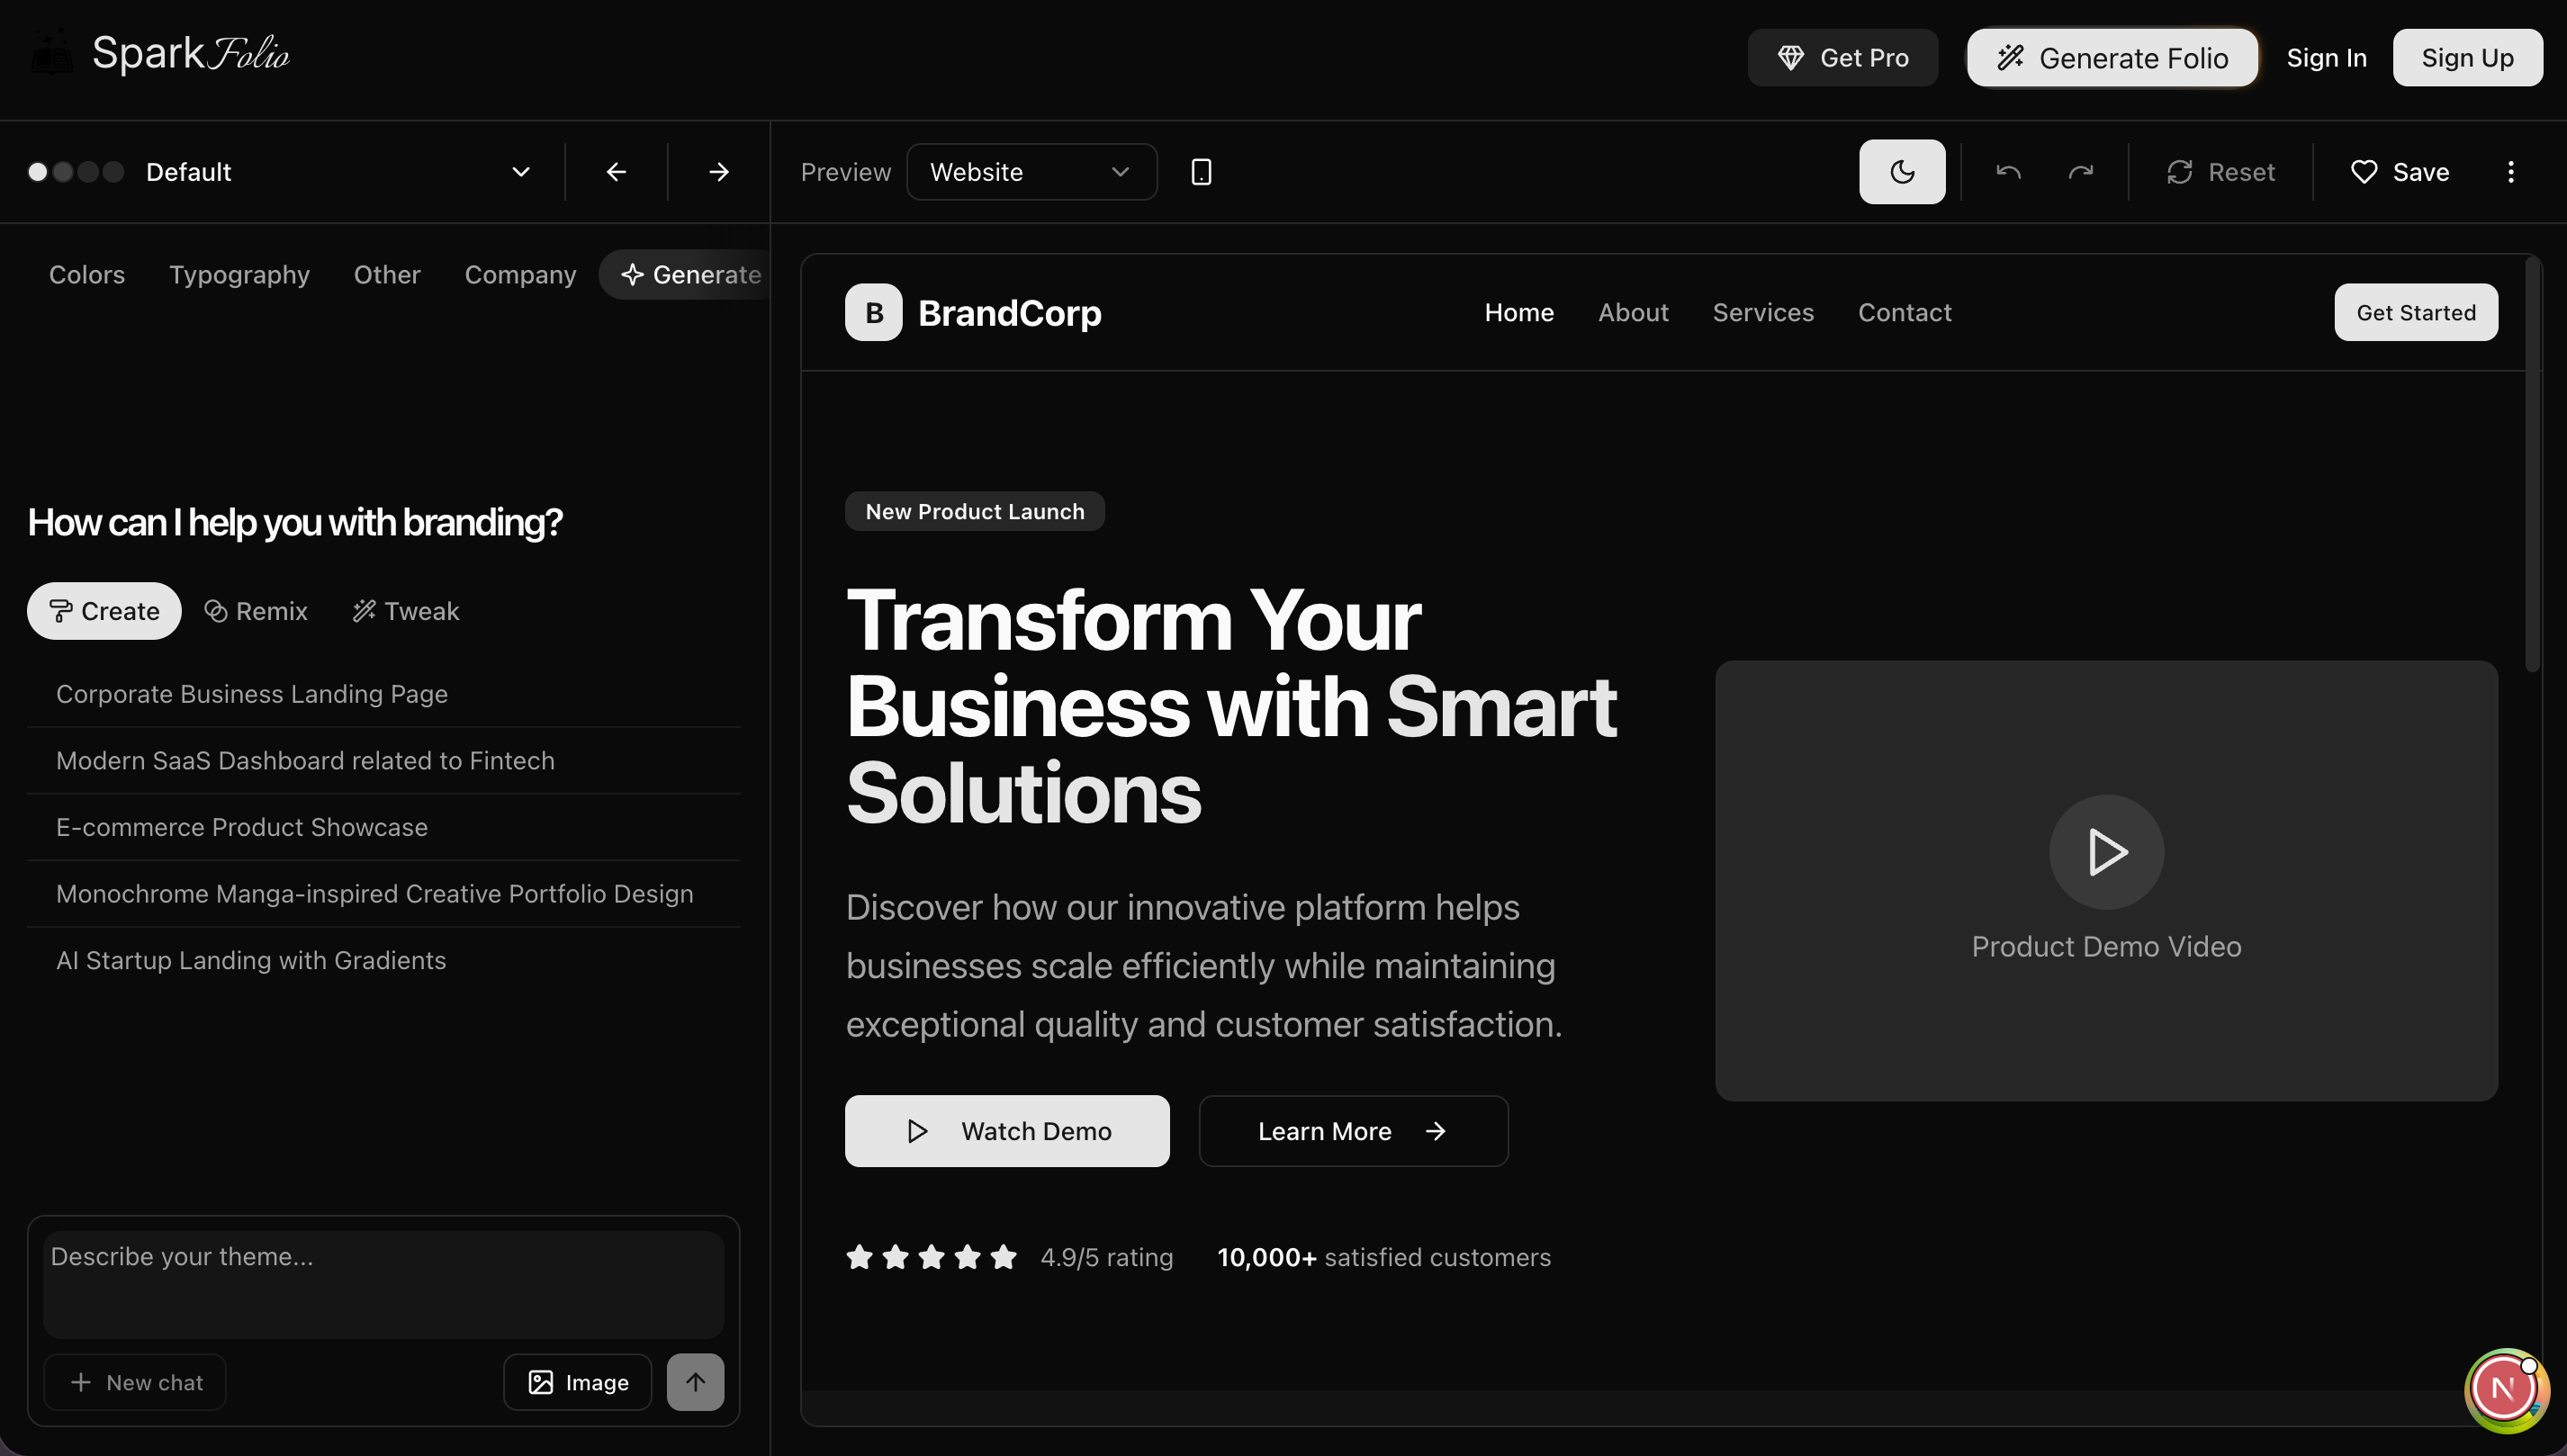 SparkFolio
Get Pro
Generate Folio
Sign In
Sign Up
Default
Preview
Website
Reset
Save
Colors
Typography
Other
Company
Generate
How can I help you with branding?
Create
Remix
Tweak
Corporate Business Landing Page
Modern SaaS Dashboard related to Fintech
E-commerce Product Showcase
Monochrome Manga-inspired Creative Portfolio Design
AI Startup Landing with Gradients
Describe your theme...
New chat
Image
B
BrandCorp
Home
About
Services
Contact
Get Started
New Product Launch
Transform Your
Business with Smart
Solutions
Discover how our innovative platform helps
businesses scale efficiently while maintaining
exceptional quality and customer satisfaction.
Watch Demo
Learn More
4.9/5 rating
10,000+ satisfied customers
Product Demo Video
N